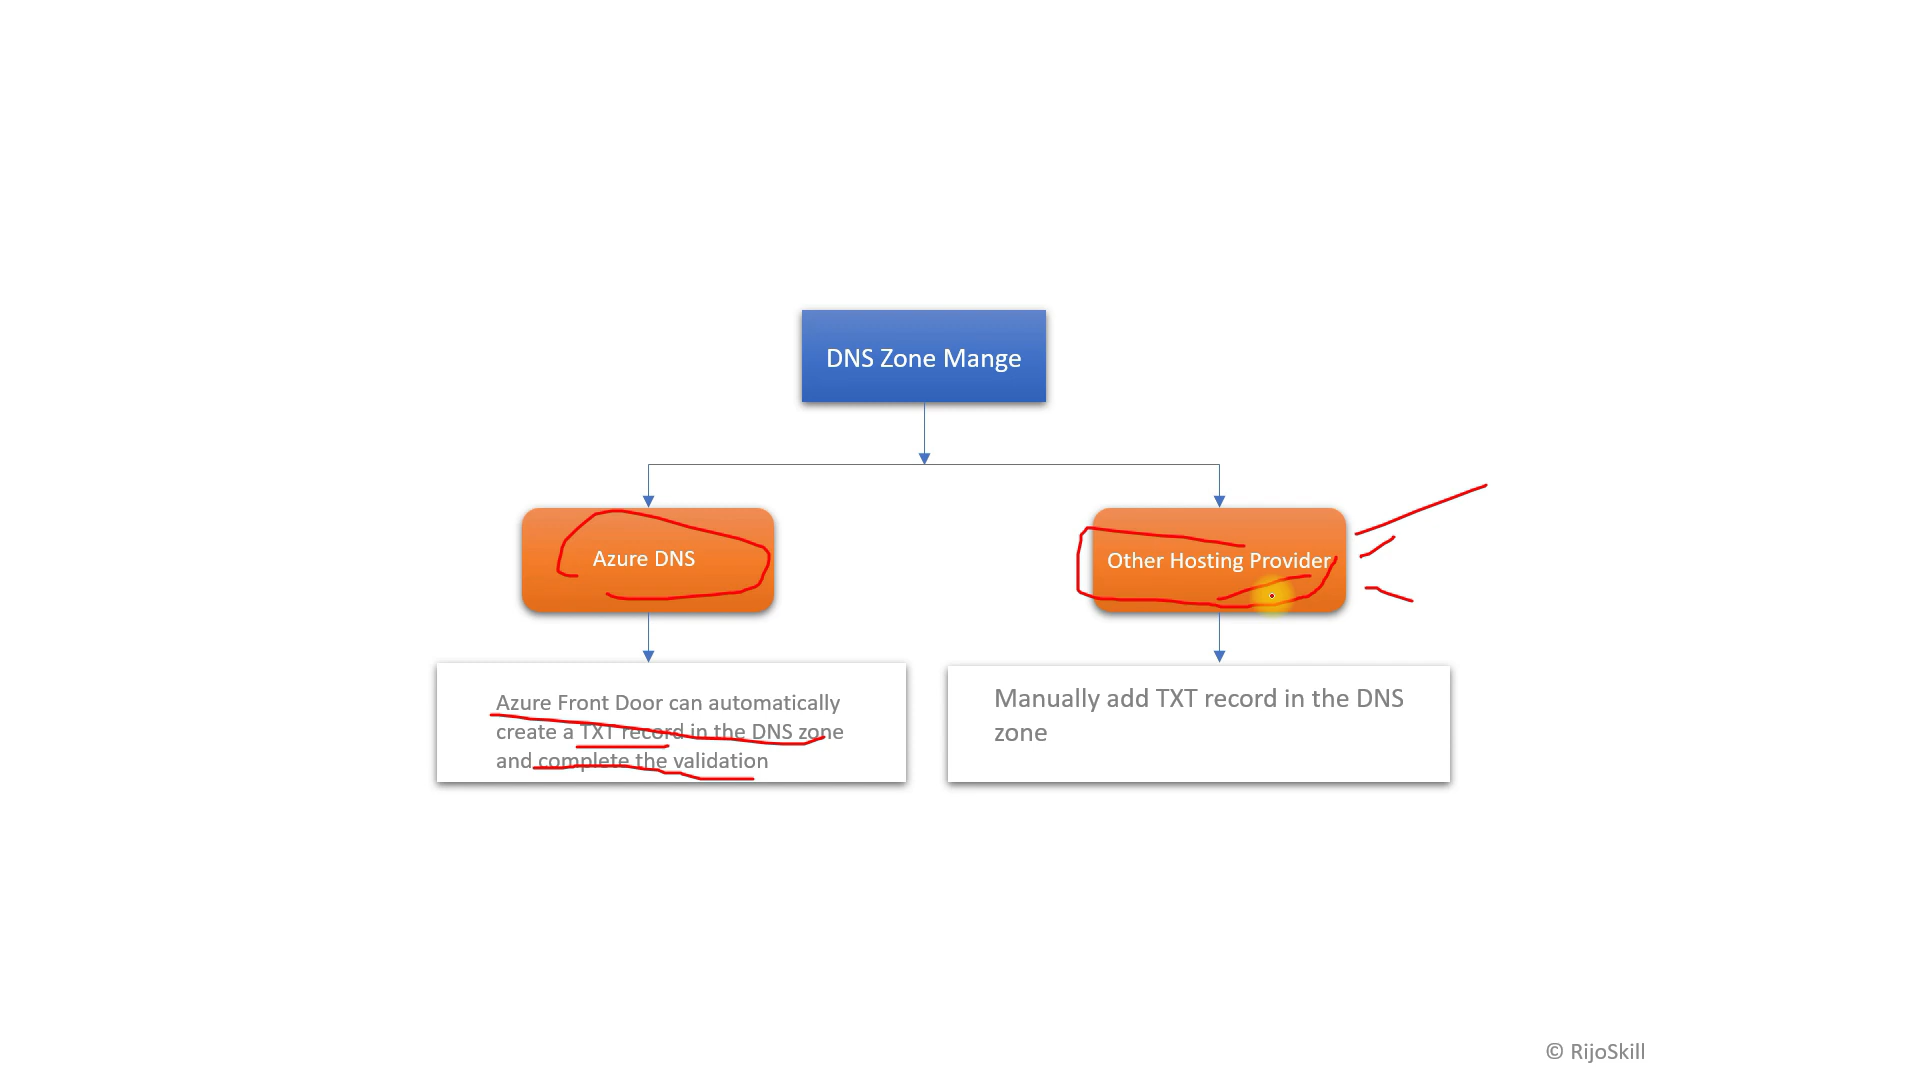 DNS Zone Mange
Azure DNS
Other Hosting Provider
Azure Front Door can automatically
create a TXT record in the DNS zone
and complete the validation
Manually add TXT record in the DNS
zone
© RijoSkill